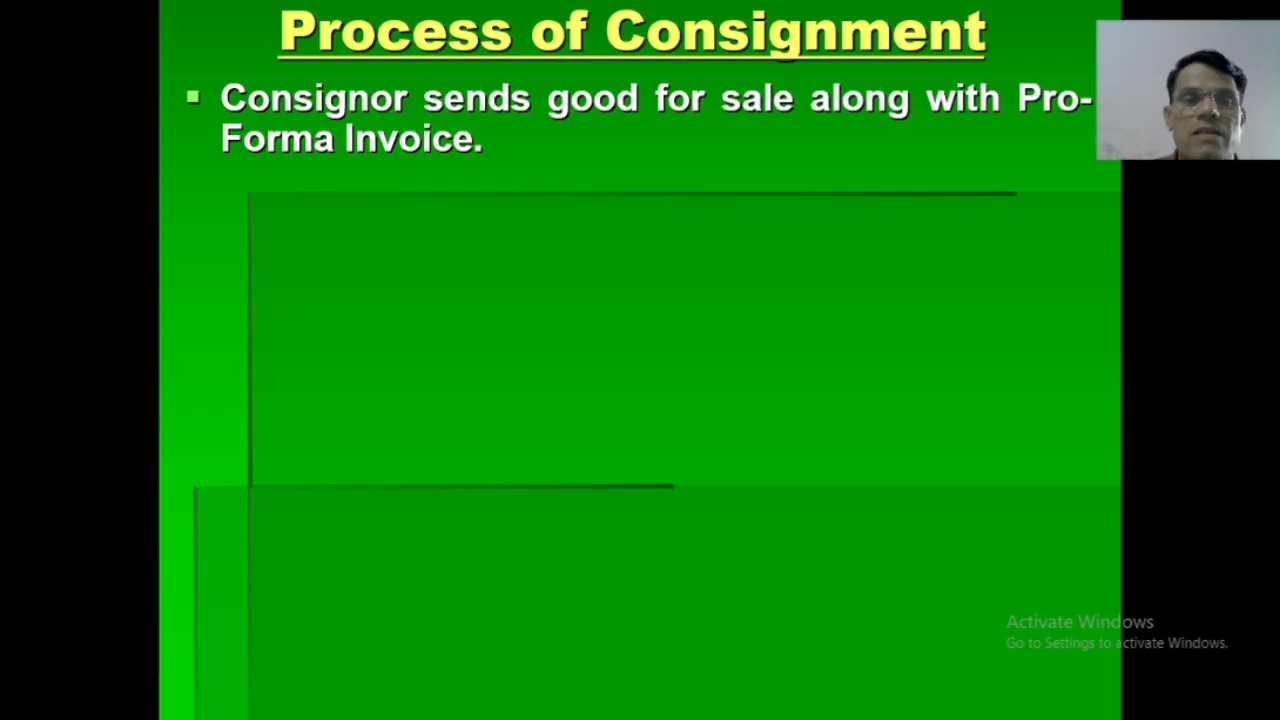 Process of Consignment
Consignor sends good for sale along with Pro-
Forma Invoice.
Activate Windows
Go to Settings to activate Windows.